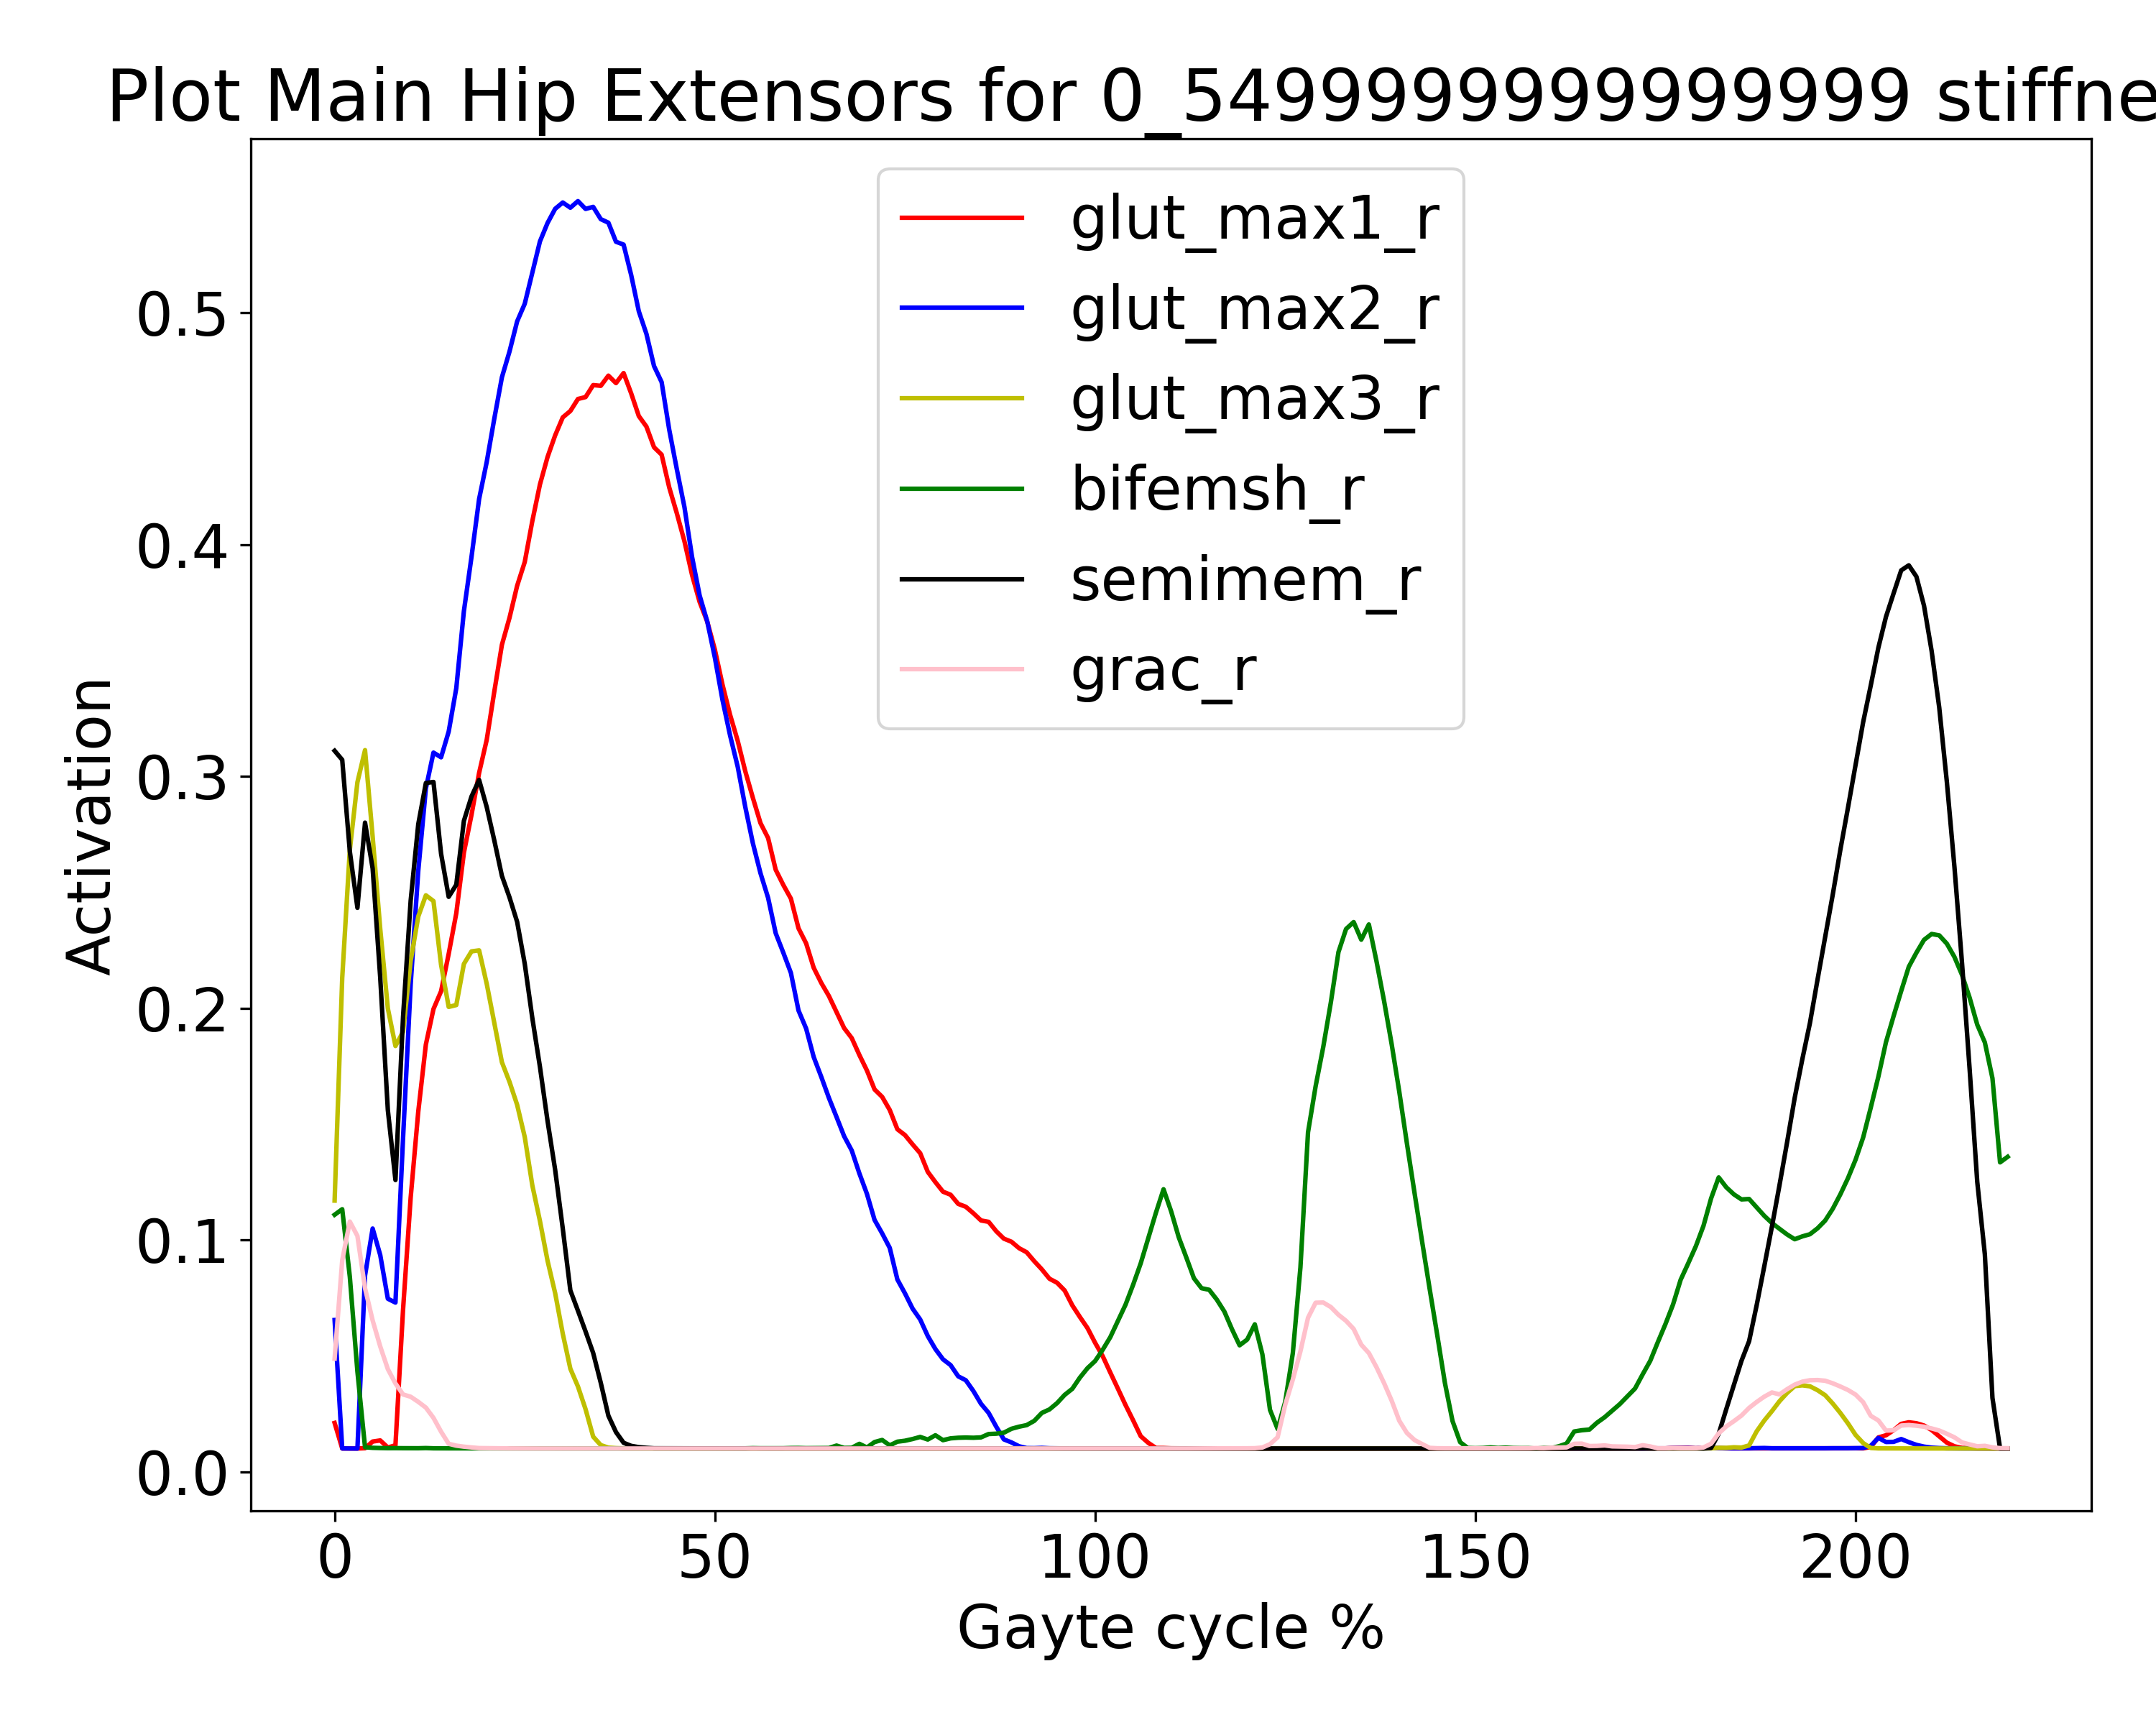 Plot Main Hip Extensors for 0_5499999999999999 stiffne
glut_max1_r
glut_max2_r
glut_max3_r
bifemsh_r
semimem_r
grac_r
Activation
0.5
0.4
0.3
0.2
0.1
0.0
0 50 100 150 200
Gayte cycle %